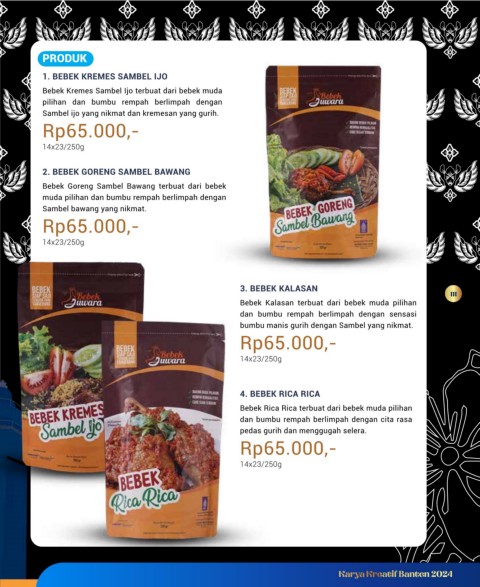 PRODUK
1. BEBEK KREMES SAMBEL IJO
Bebek Kremes Sambel Ijo terbuat dari bebek muda
pilihan dan bumbu rempah berlimpah dengan
Sambel ijo yang nikmat dan kremesan yang gurih.
Rp65.000,-
14x23/250g
2. BEBEK GORENG SAMBEL BAWANG
Bebek Goreng Sambel Bawang terbuat dari bebek
muda pilihan dan bumbu rempah berlimpah dengan
Sambel bawang yang nikmat.
Rp65.000,-
14x23/250g
Bebek
Juwara
BEBEK GORENG
Sambel Bawang
3. BEBEK KALASAN
Bebek Kalasan terbuat dari bebek muda pilihan
dan bumbu rempah berlimpah dengan sensasi
bumbu manis gurih dengan Sambel yang nikmat.
Rp65.000,-
14x23/250g
4. BEBEK RICA RICA
Bebek Rica Rica terbuat dari bebek muda pilihan
dan bumbu rempah berlimpah dengan cita rasa
pedas gurih dan menggugah selera.
Rp65.000,-
14x23/250g
BEBEK
Bebek
Juwara
BEBEK KREMES
Sambel Ijo
BEBEK
Bebek
Juwara
BEBEK
Rica Rica
111
Karya Kreatif Banten 2024